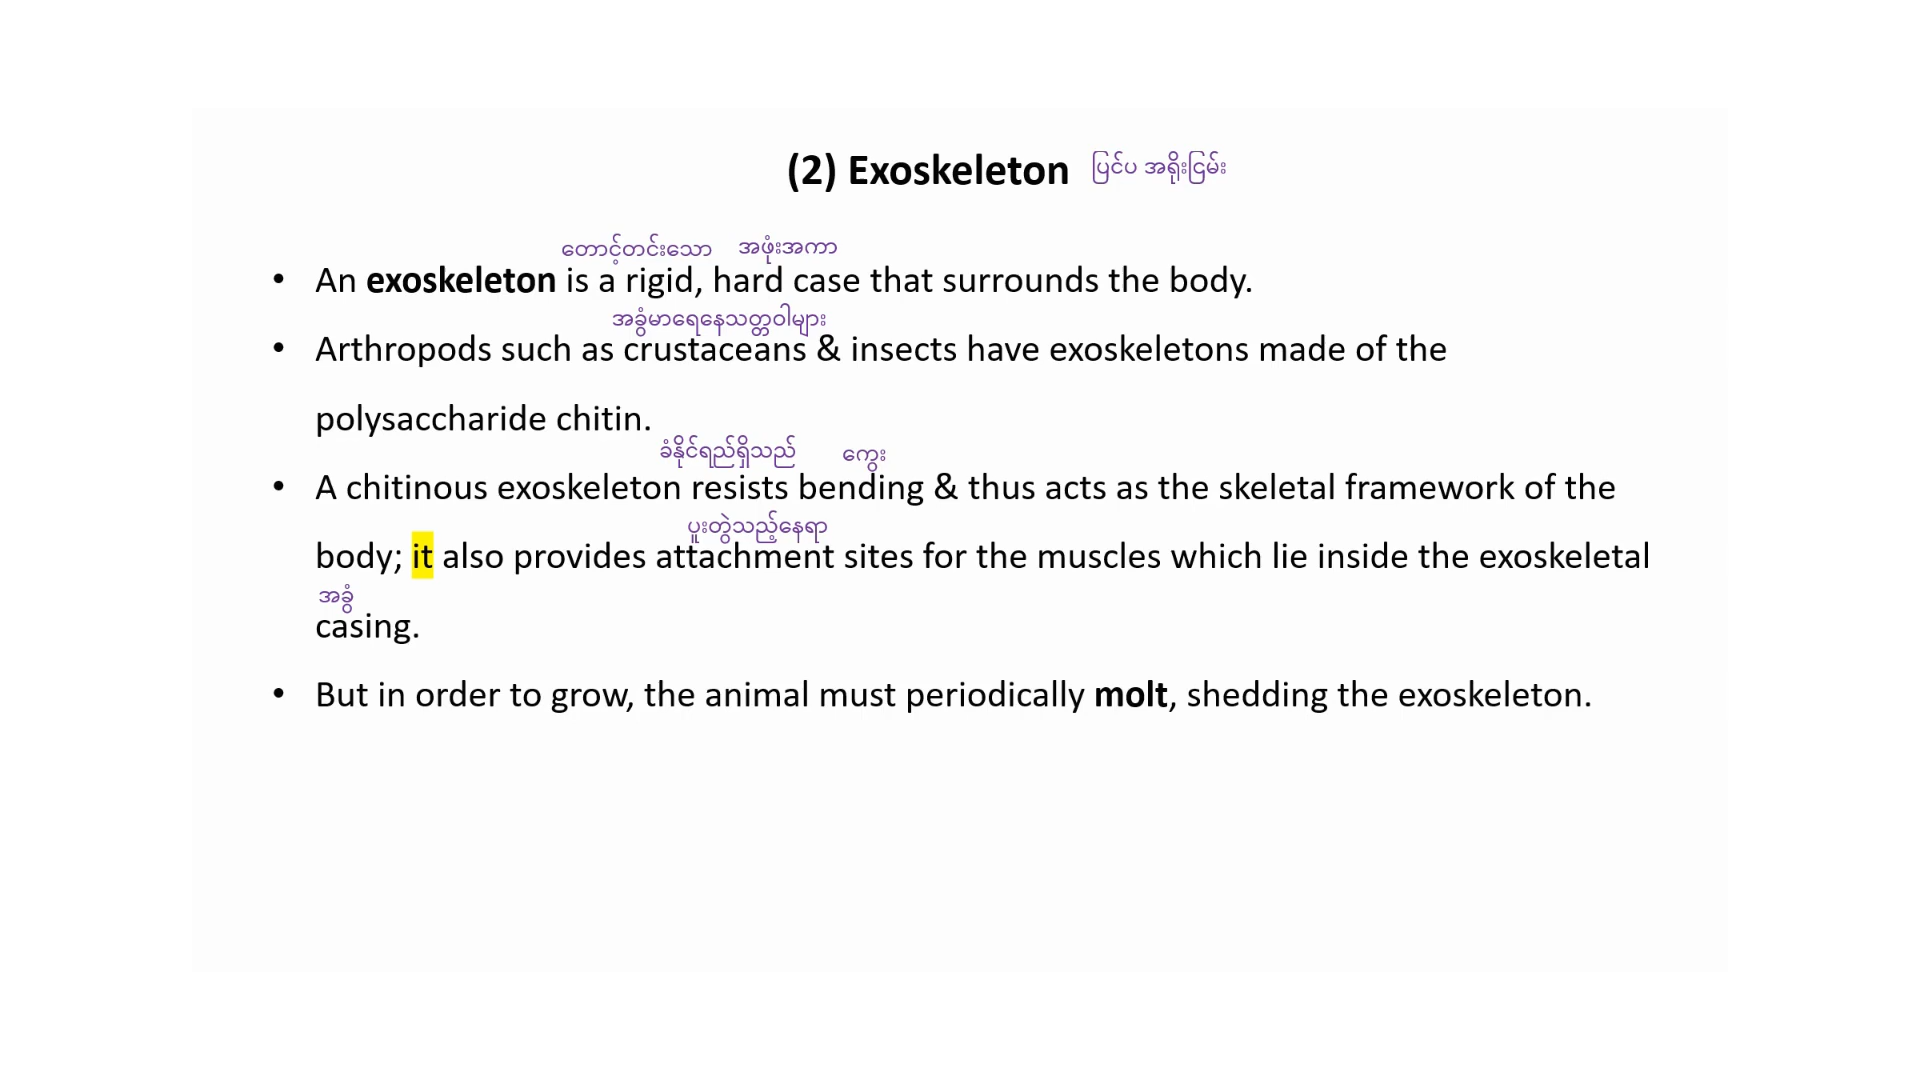 (2) Exoskeleton ပြင်ပ အရိုးငြမ်း
တောင့်တင်းသော အဖုံးအကာ
• An exoskeleton is a rigid, hard case that surrounds the body.
အခွံမာရေနေသတ္တဝါများ
• Arthropods such as crustaceans & insects have exoskeletons made of the
polysaccharide chitin.
ခံနိုင်ရည်ရှိသည် ကွေး
• A chitinous exoskeleton resists bending & thus acts as the skeletal framework of the
ပူးတွဲသည့်နေရာ
body; it also provides attachment sites for the muscles which lie inside the exoskeletal
အခွံ
casing.
• But in order to grow, the animal must periodically molt, shedding the exoskeleton.